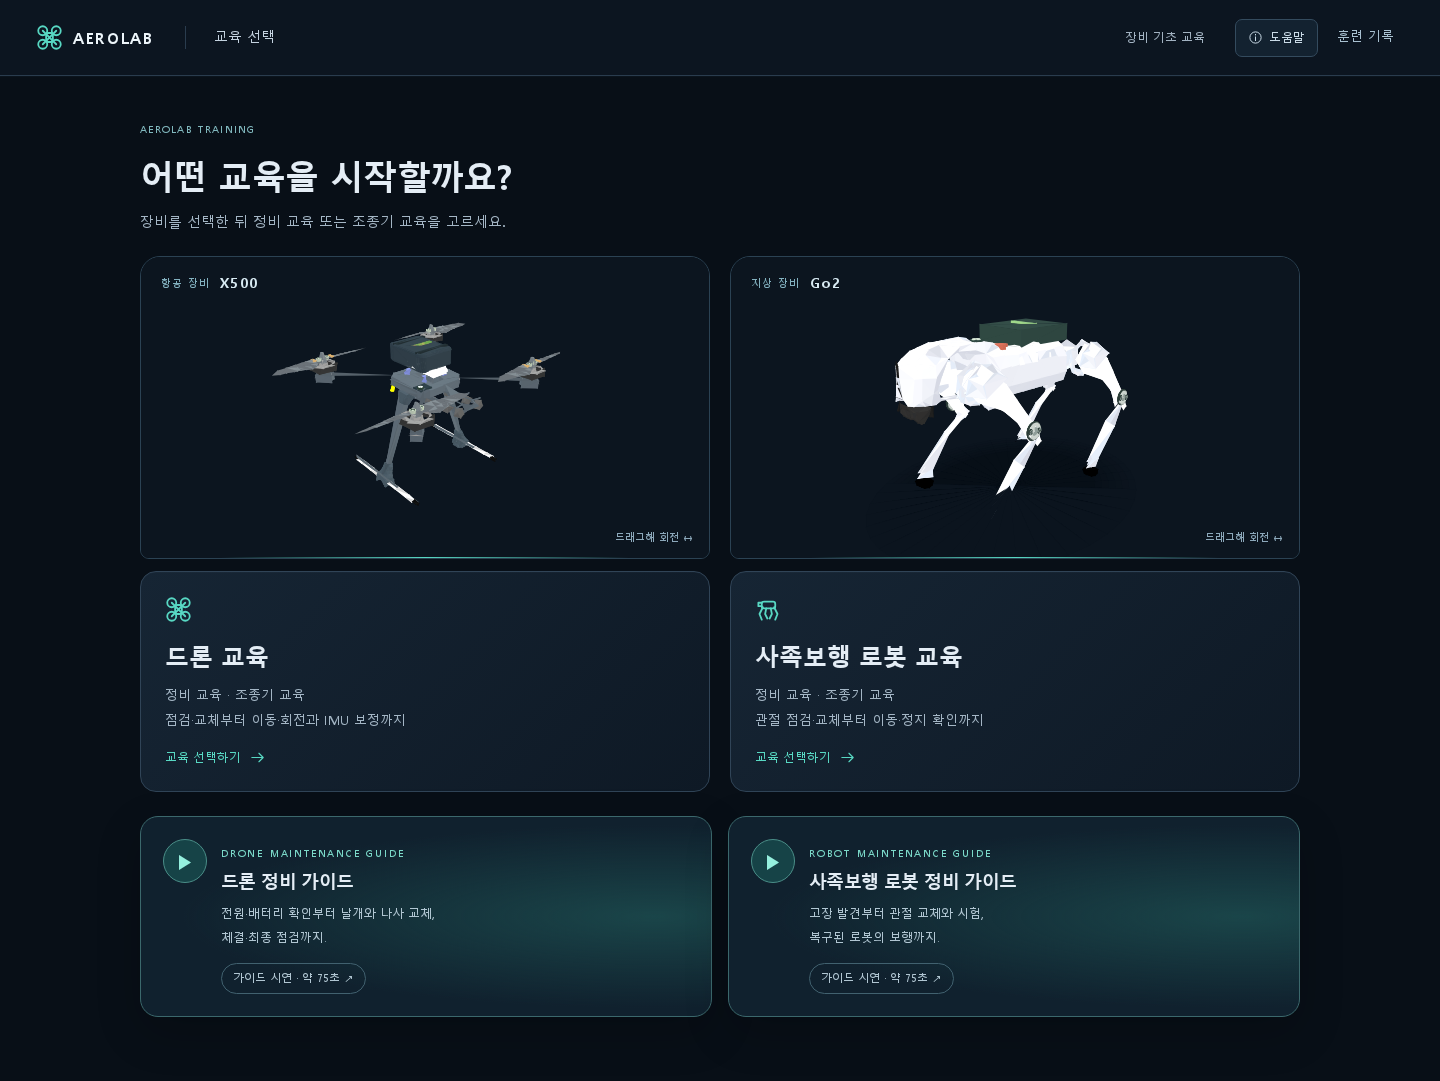 AEROLAB
교육 선택
장비 기초 교육
도움말
훈련 기록
AEROLAB TRAINING
어떤 교육을 시작할까요?
장비를 선택한 뒤 정비 교육 또는 조종기 교육을 고르세요.
항공 장비 X500
드래그해 회전 ↔
지상 장비 Go2
드래그해 회전 ↔
드론 교육
정비 교육 · 조종기 교육
점검·교체부터 이동·회전과 IMU 보정까지
교육 선택하기 →
사족보행 로봇 교육
정비 교육 · 조종기 교육
관절 점검·교체부터 이동·정지 확인까지
교육 선택하기 →
DRONE MAINTENANCE GUIDE
드론 정비 가이드
전원·배터리 확인부터 날개와 나사 교체,
체결·최종 점검까지.
가이드 시연 · 약 75초 ↗
ROBOT MAINTENANCE GUIDE
사족보행 로봇 정비 가이드
고장 발견부터 관절 교체와 시험,
복구된 로봇의 보행까지.
가이드 시연 · 약 75초 ↗